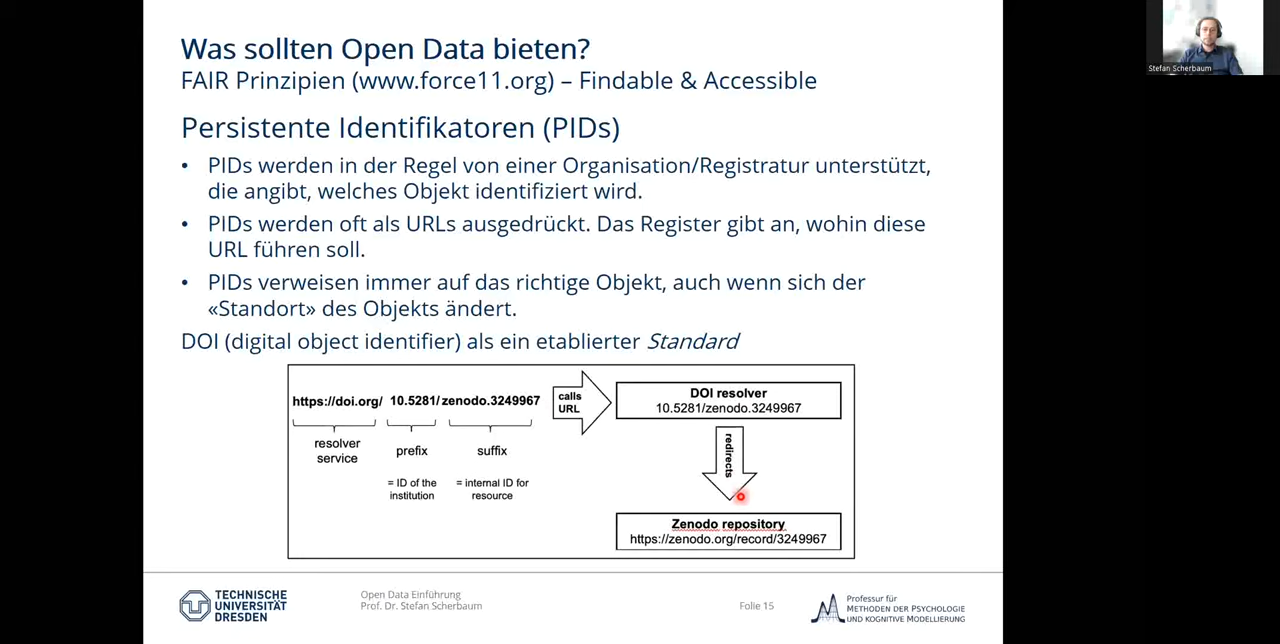 Was sollten Open Data bieten?
FAIR Prinzipien (www.force11.org) – Findable & Accessible
Persistente Identifikatoren (PIDs)
• PIDs werden in der Regel von einer Organisation/Registratur unterstützt,
die angibt, welches Objekt identifiziert wird.
• PIDs werden oft als URLs ausgedrückt. Das Register gibt an, wohin diese
URL führen soll.
• PIDs verweisen immer auf das richtige Objekt, auch wenn sich der
«Standort» des Objekts ändert.
DOI (digital object identifier) als ein etablierter Standard
https://doi.org/ 10.5281/zenodo.3249967
resolver
service
prefix
suffix
= ID of the
institution
= internal ID for
resource
calls
URL
DOI resolver
10.5281/zenodo.3249967
redirects
Zenodo repository
https://zenodo.org/record/3249967
TECHNISCHE
UNIVERSITÄT
DRESDEN
Open Data Einführung
Prof. Dr. Stefan Scherbaum
Folie 15
Professur für
METHODEN DER PSYCHOLOGIE
UND KOGNITIVE MODELLIERUNG
Stefan Scherbaum